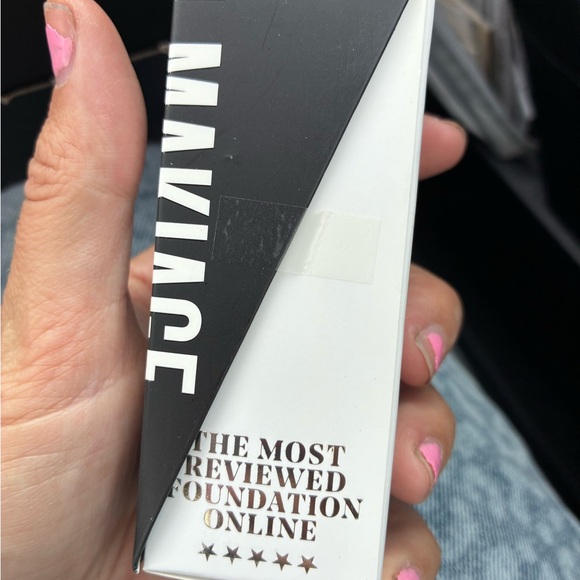 MAKIAGE
THE MOST
REVIEWED
FOUNDATION
ONLINE